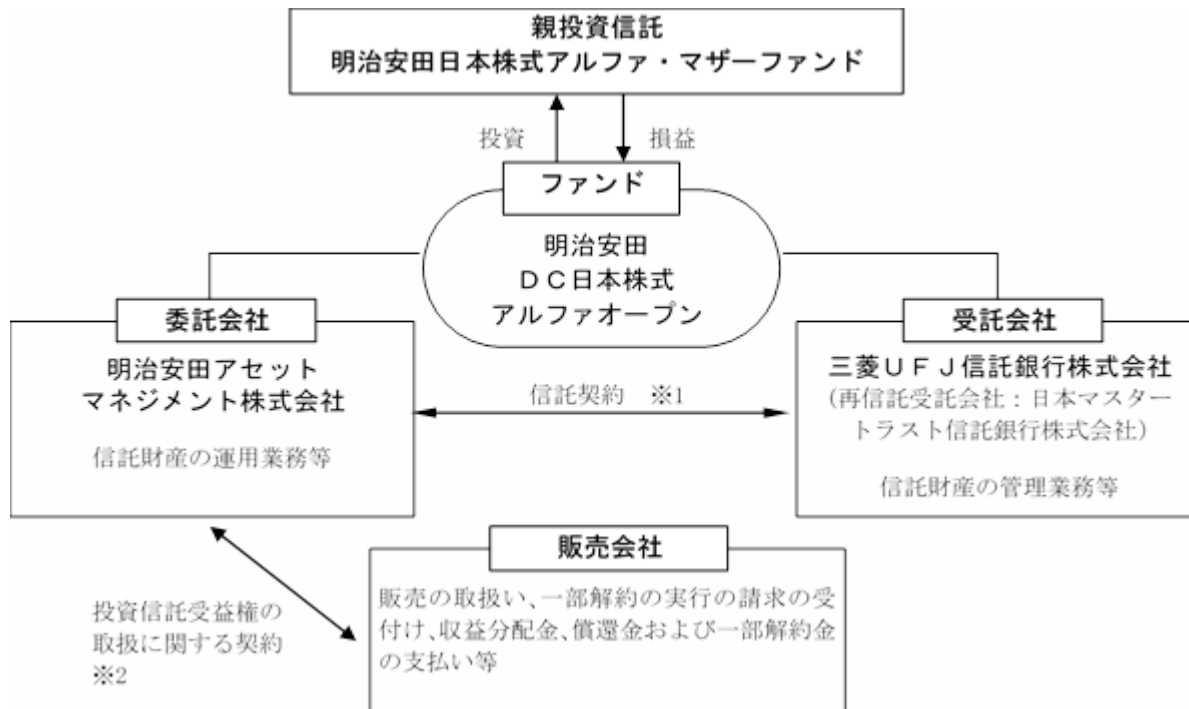 親投資信託
明治安田日本株式アルファ・マザーファンド
投資
損益
ファンド
明治安田
ＤＣ日本株式
アルファオープン
委託会社
明治安田アセット
マネジメント株式会社
信託財産の運用業務等
信託契約　※1
受託会社
三菱ＵＦＪ信託銀行株式会社
(再信託受託会社：日本マスター
トラスト信託銀行株式会社)
信託財産の管理業務等
投資信託受益権の
取扱に関する契約
※2
販売会社
販売の取扱い、一部解約の実行の請求の受
付け、収益分配金、償還金および一部解約金
の支払い等